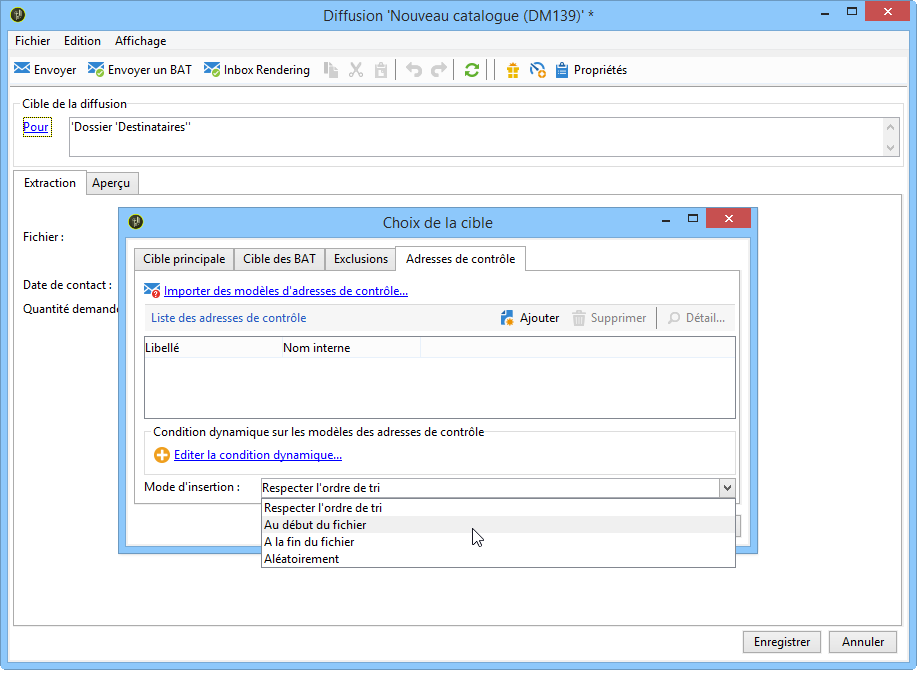 Diffusion 'Nouveau catalogue (DM139)' *
Fichier Edition Affichage
Envoyer Envoyer un BAT Inbox Rendering Propriétés
Cible de la diffusion
Pour 'Dossier 'Destinataires''
Extraction Aperçu
Choix de la cible
Fichier :
Cible principale Cible des BAT Exclusions Adresses de contrôle
Date de contact :
Importer des modèles d'adresses de contrôle...
Quantité demand
Liste des adresses de contrôle Ajouter Supprimer Détail...
Libellé Nom interne
Condition dynamique sur les modèles des adresses de contrôle
Editer la condition dynamique...
Mode d'insertion : Respecter l'ordre de tri
Respecter l'ordre de tri
Au début du fichier
A la fin du fichier
Aléatoirement
Enregistrer Annuler